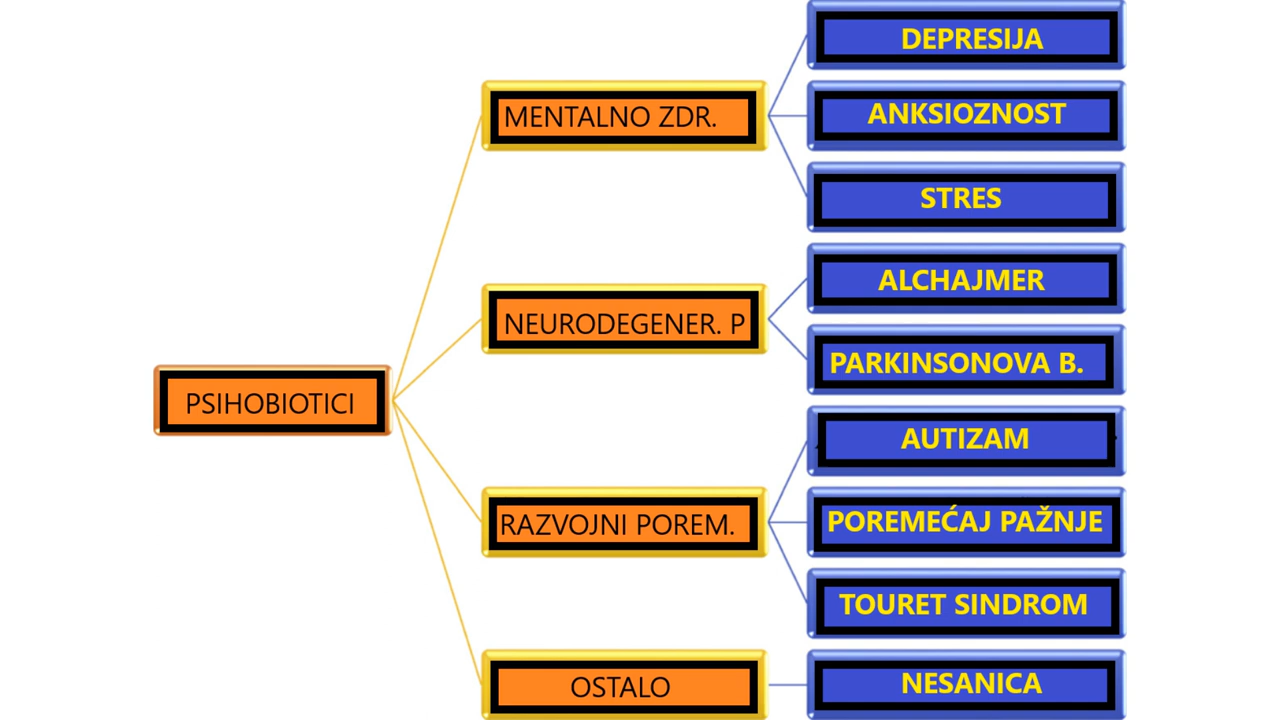 PSIHOBIOTICI
MENTALNO ZDR.
DEPRESIJA
ANKSIOZNOST
STRES
NEURODEGENER. P
ALCHAJMER
PARKINSONOVA B.
RAZVOJNI POREM.
AUTIZAM
POREMEĆAJ PAŽNJE
TOURET SINDROM
OSTALO
NESANICA